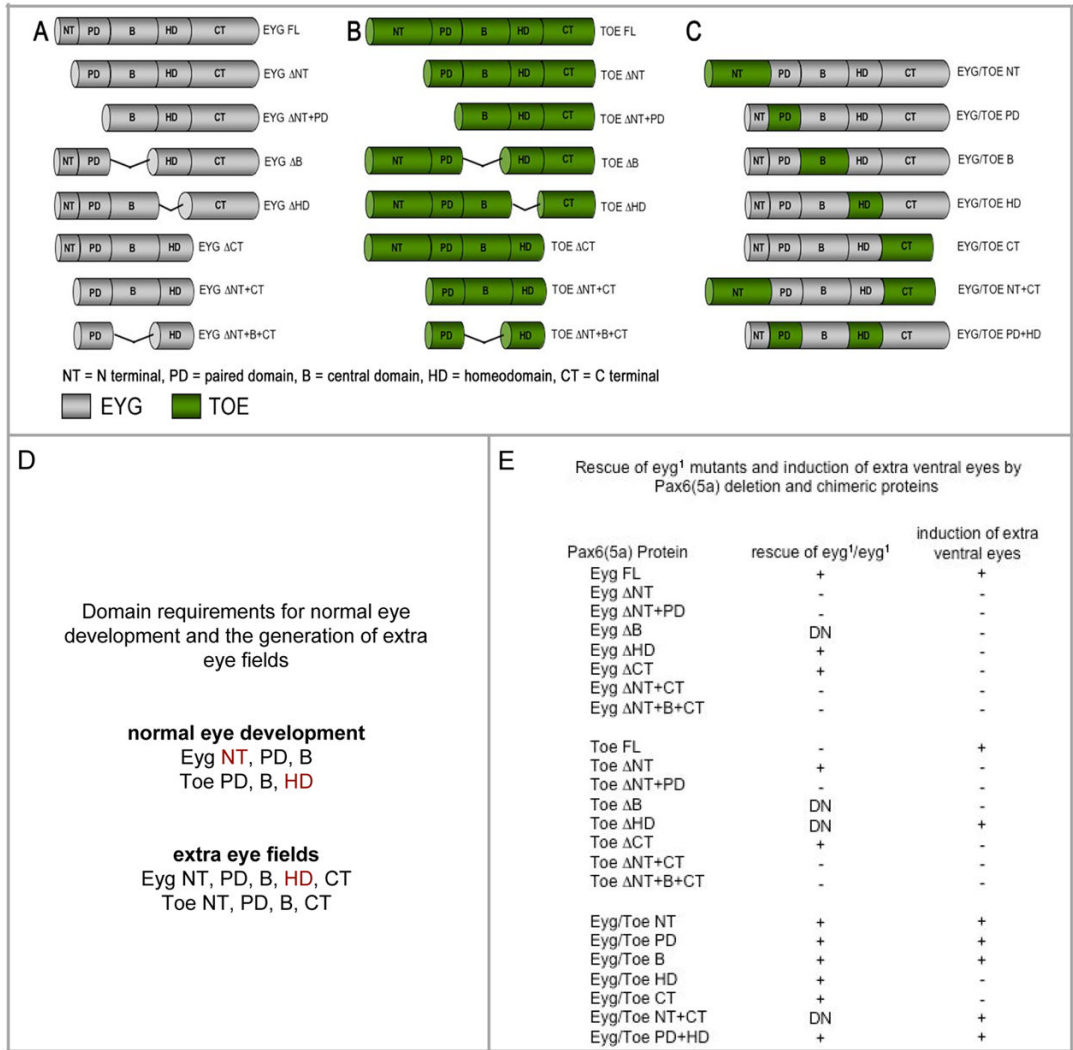 A
NT PD B HD CT EYG FL
PD B HD CT EYG ΔNT
B HD CT EYG ΔNT+PD
NT PD HD CT EYG ΔB
NT PD B CT EYG ΔHD
NT PD B HD EYG ΔCT
PD B HD EYG ΔNT+CT
PD HD EYG ΔNT+B+CT
B
NT PD B HD CT TOE FL
PD B HD CT TOE ΔNT
B HD CT TOE ΔNT+PD
NT PD HD CT TOE ΔB
NT PD B CT TOE ΔHD
NT PD B HD TOE ΔCT
PD B HD TOE ΔNT+CT
PD HD TOE ΔNT+B+CT
C
NT PD B HD CT EYG/TOE NT
NT PD B HD CT EYG/TOE PD
NT PD B HD CT EYG/TOE B
NT PD B HD CT EYG/TOE HD
NT PD B HD CT EYG/TOE CT
NT PD B HD CT EYG/TOE NT+CT
NT PD B HD CT EYG/TOE PD+HD
NT = N terminal, PD = paired domain, B = central domain, HD = homeodomain, CT = C terminal
EYG TOE
D
Domain requirements for normal eye
development and the generation of extra
eye fields
normal eye development
Eyg NT, PD, B
Toe PD, B, HD
extra eye fields
Eyg NT, PD, B, HD, CT
Toe NT, PD, B, CT
E
Rescue of eyg¹ mutants and induction of extra ventral eyes by
Pax6(5a) deletion and chimeric proteins
induction of extra
Pax6(5a) Protein rescue of eyg¹/eyg¹ ventral eyes
Eyg FL + +
Eyg ΔNT - -
Eyg ΔNT+PD - -
Eyg ΔB DN -
Eyg ΔHD + -
Eyg ΔCT + -
Eyg ΔNT+CT - -
Eyg ΔNT+B+CT - -
Toe FL - +
Toe ΔNT + -
Toe ΔNT+PD - -
Toe ΔB DN -
Toe ΔHD DN +
Toe ΔCT + -
Toe ΔNT+CT - -
Toe ΔNT+B+CT - -
Eyg/Toe NT + +
Eyg/Toe PD + +
Eyg/Toe B + +
Eyg/Toe HD + -
Eyg/Toe CT + -
Eyg/Toe NT+CT DN +
Eyg/Toe PD+HD + +